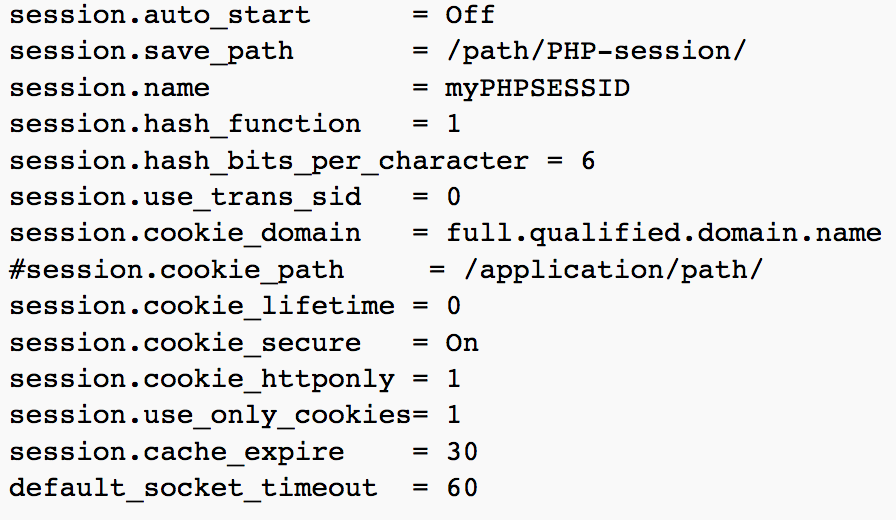 session.auto_start      = Off
session.save_path       = /path/PHP-session/
session.name            = myPHPSESSID
session.hash_function   = 1
session.hash_bits_per_character = 6
session.use_trans_sid   = 0
session.cookie_domain   = full.qualified.domain.name
#session.cookie_path     = /application/path/
session.cookie_lifetime = 0
session.cookie_secure   = On
session.cookie_httponly = 1
session.use_only_cookies= 1
session.cache_expire    = 30
default_socket_timeout  = 60